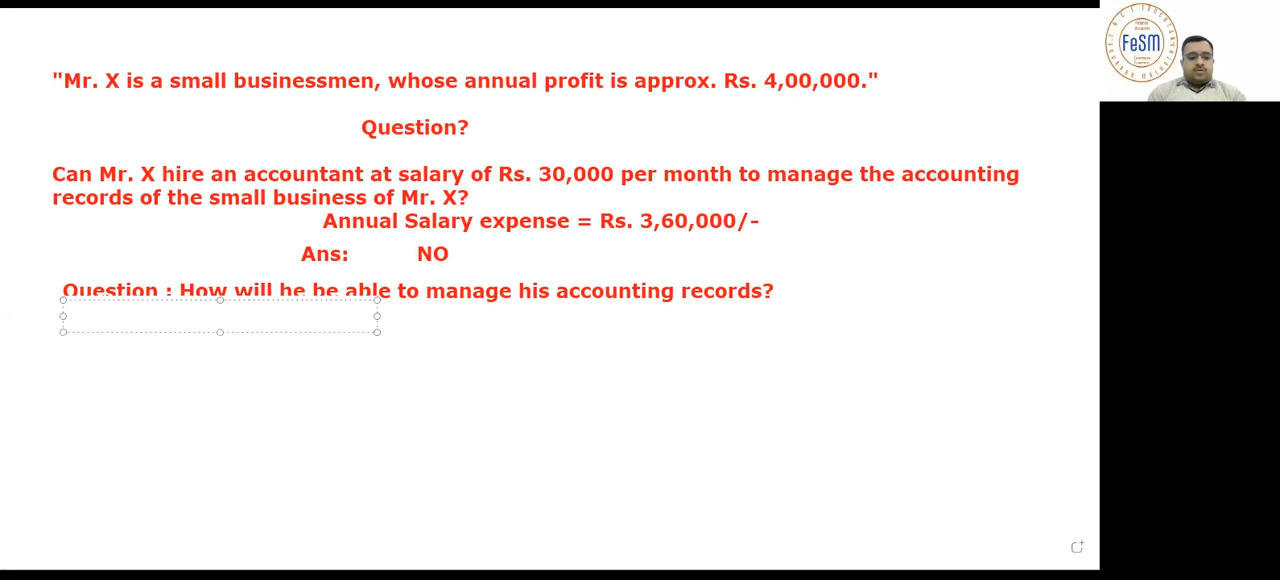 "Mr. X is a small businessmen, whose annual profit is approx. Rs. 4,00,000."
Question?
Can Mr. X hire an accountant at salary of Rs. 30,000 per month to manage the accounting
records of the small business of Mr. X?
Annual Salary expense = Rs. 3,60,000/-
Ans: NO
Question : How will he be able to manage his accounting records?
FeSM